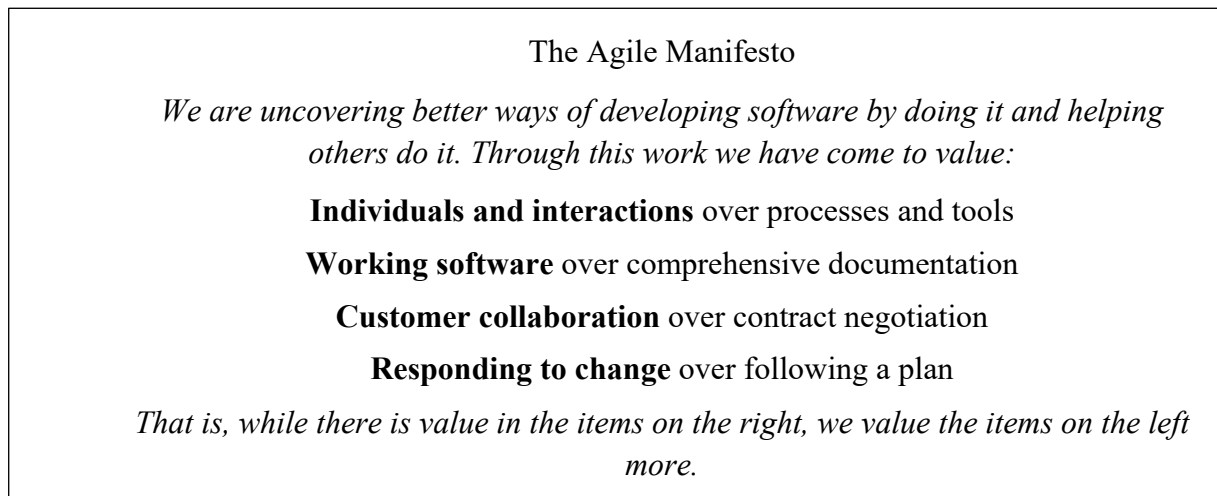 The Agile Manifesto
We are uncovering better ways of developing software by doing it and helping
others do it. Through this work we have come to value:
Individuals and interactions over processes and tools
Working software over comprehensive documentation
Customer collaboration over contract negotiation
Responding to change over following a plan
That is, while there is value in the items on the right, we value the items on the left
more.